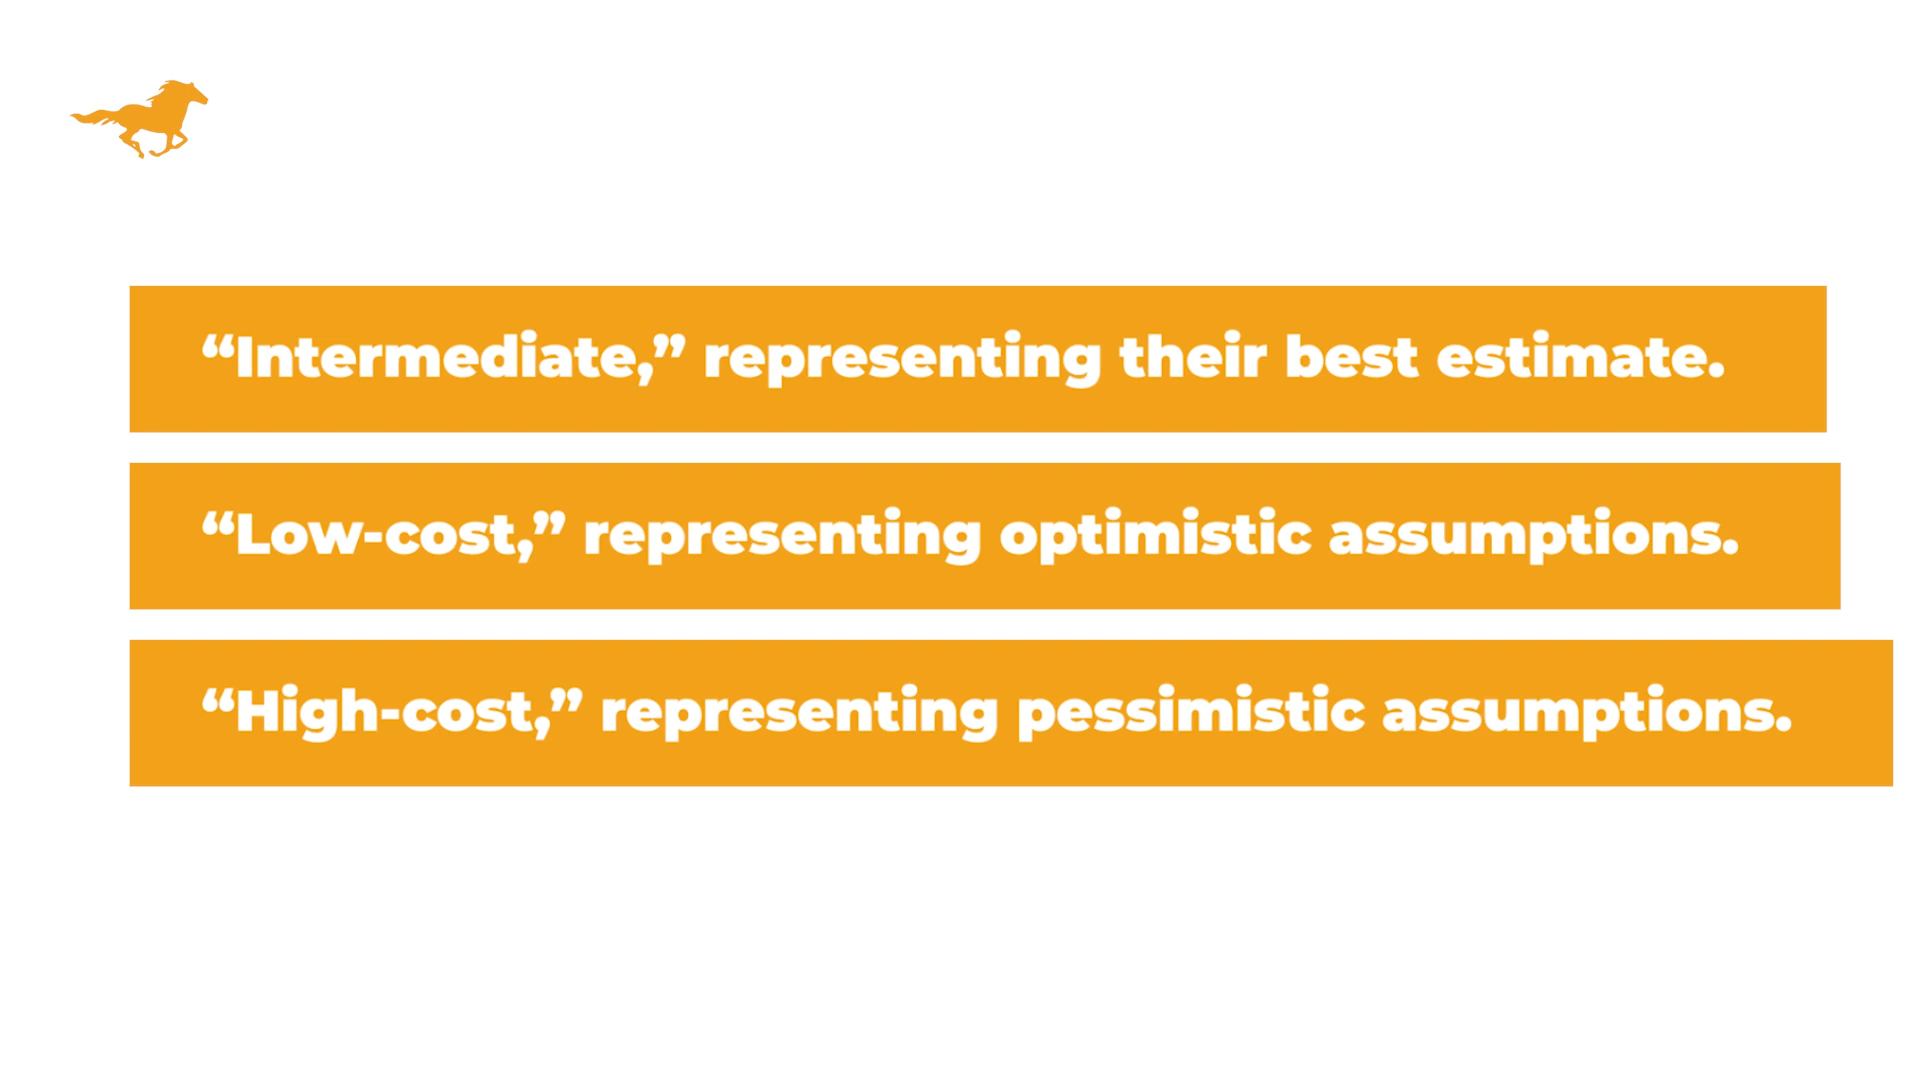 “Intermediate,” representing their best estimate.
“Low-cost,” representing optimistic assumptions.
“High-cost,” representing pessimistic assumptions.